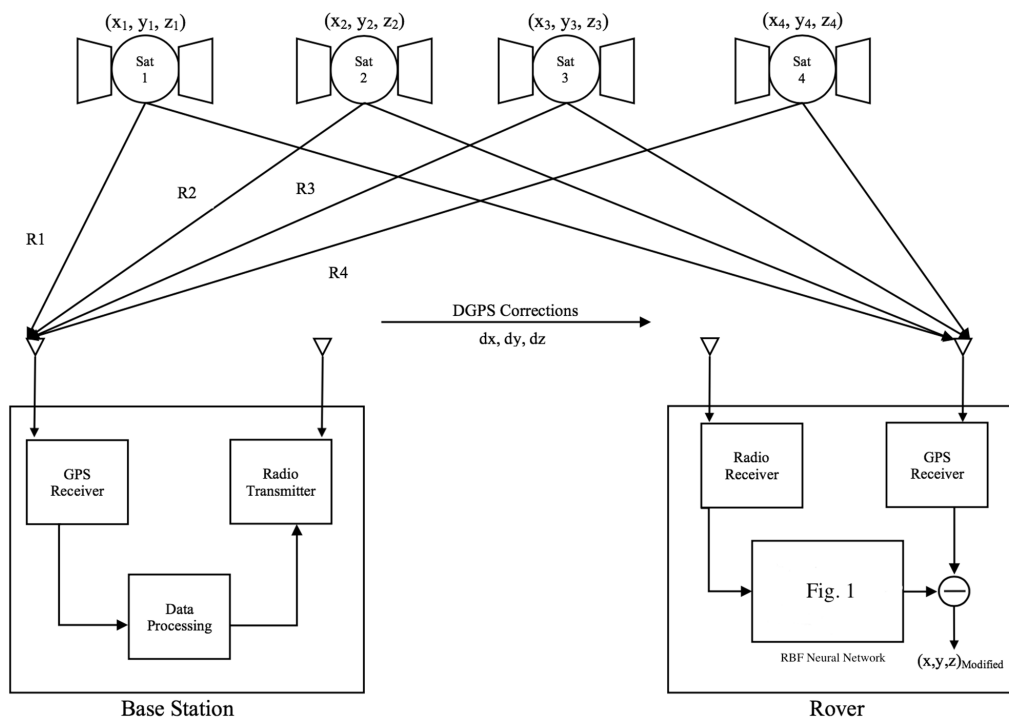 (x₁, y₁, z₁)
(x₂, y₂, z₂)
(x₃, y₃, z₃)
(x₄, y₄, z₄)
Sat
1
Sat
2
Sat
3
Sat
4
R1
R2
R3
R4
DGPS Corrections
dx, dy, dz
GPS
Receiver
Radio
Transmitter
Data
Processing
Base Station
Radio
Receiver
GPS
Receiver
Fig. 1
RBF Neural Network
(x,y,z)Modified
Rover